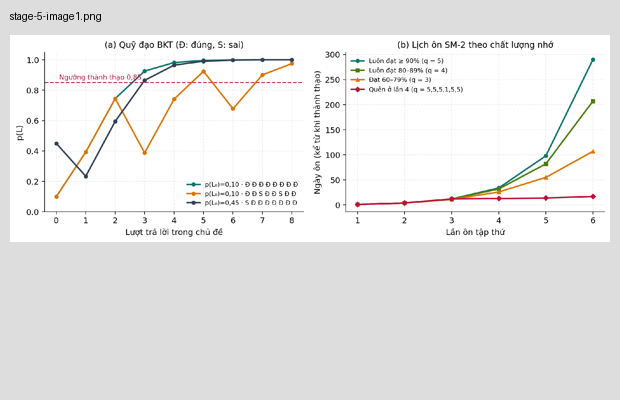 stage-5-image1.png
(a) Quỹ đạo BKT (Đ: đúng, S: sai)
1.0
0.8
0.6
0.4
0.2
0.0
p(L)
Ngưỡng thành thạo 0,85
p(L₀)=0,10 - Đ Đ Đ Đ Đ Đ Đ Đ
p(L₀)=0,10 - Đ Đ S Đ Đ S Đ Đ
p(L₀)=0,45 - S Đ Đ Đ Đ Đ Đ Đ
0 1 2 3 4 5 6 7 8
Lượt trả lời trong chủ đề
(b) Lịch ôn SM-2 theo chất lượng nhớ
300
250
200
150
100
50
0
Ngày ôn (kể từ khi thành thạo)
Luôn đạt ≥ 90% (q = 5)
Luôn đạt 80–89% (q = 4)
Đạt 60–79% (q = 3)
Quên ở lần 4 (q = 5,5,5,1,5,5)
1 2 3 4 5 6
Lần ôn tập thứ